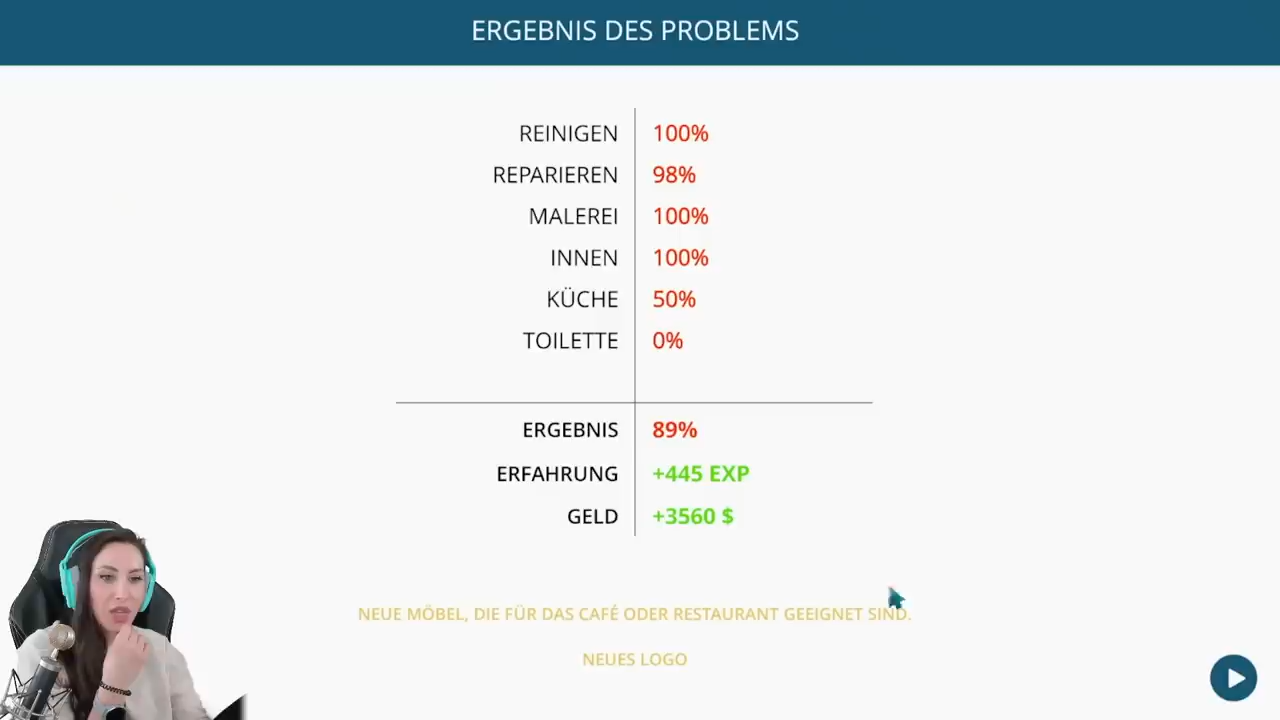 ERGEBNIS DES PROBLEMS
REINIGEN 100%
REPARIEREN 98%
MALEREI 100%
INNEN 100%
KÜCHE 50%
TOILETTE 0%
ERGEBNIS 89%
ERFAHRUNG +445 EXP
GELD +3560 $
NEUE MÖBEL, DIE FÜR DAS CAFÉ ODER RESTAURANT GEEIGNET SIND.
NEUES LOGO